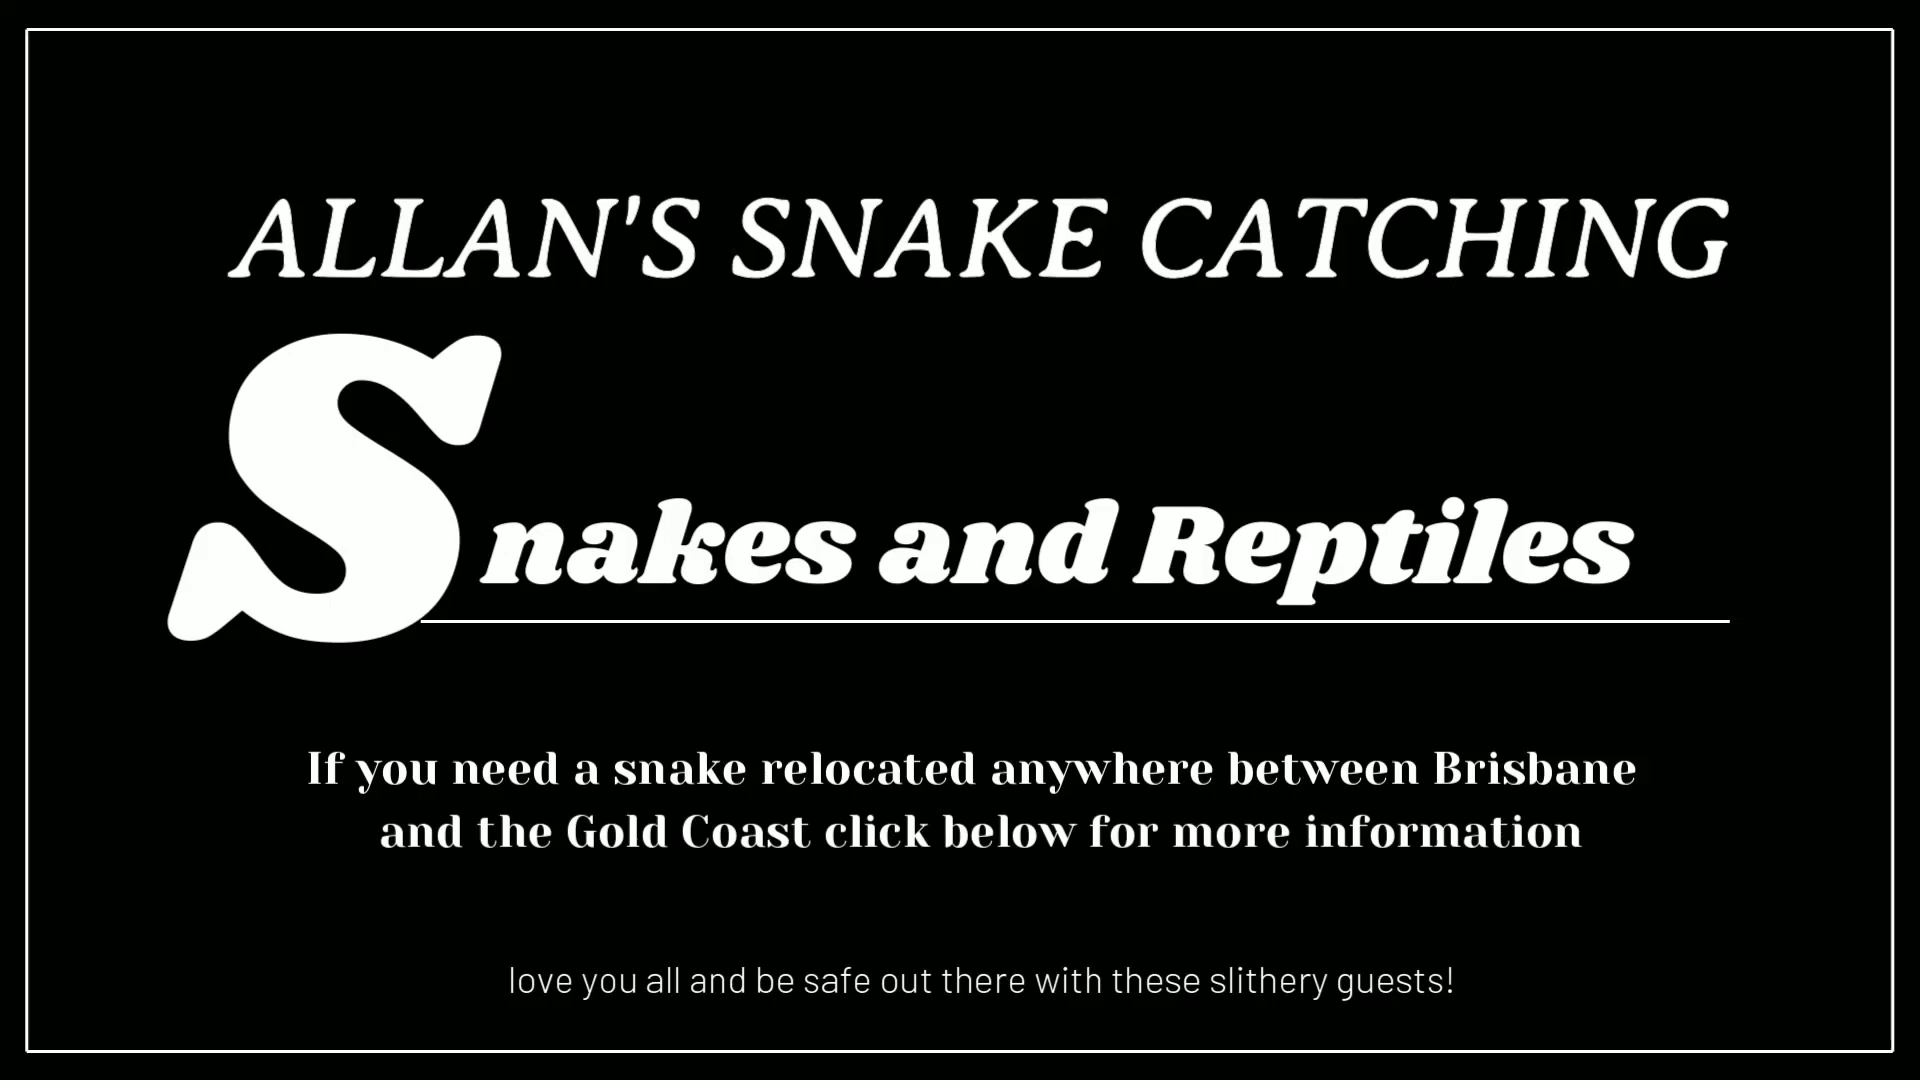 ALLAN'S SNAKE CATCHING
Snakes and Reptiles
If you need a snake relocated anywhere between Brisbane
and the Gold Coast click below for more information
love you all and be safe out there with these slithery guests!